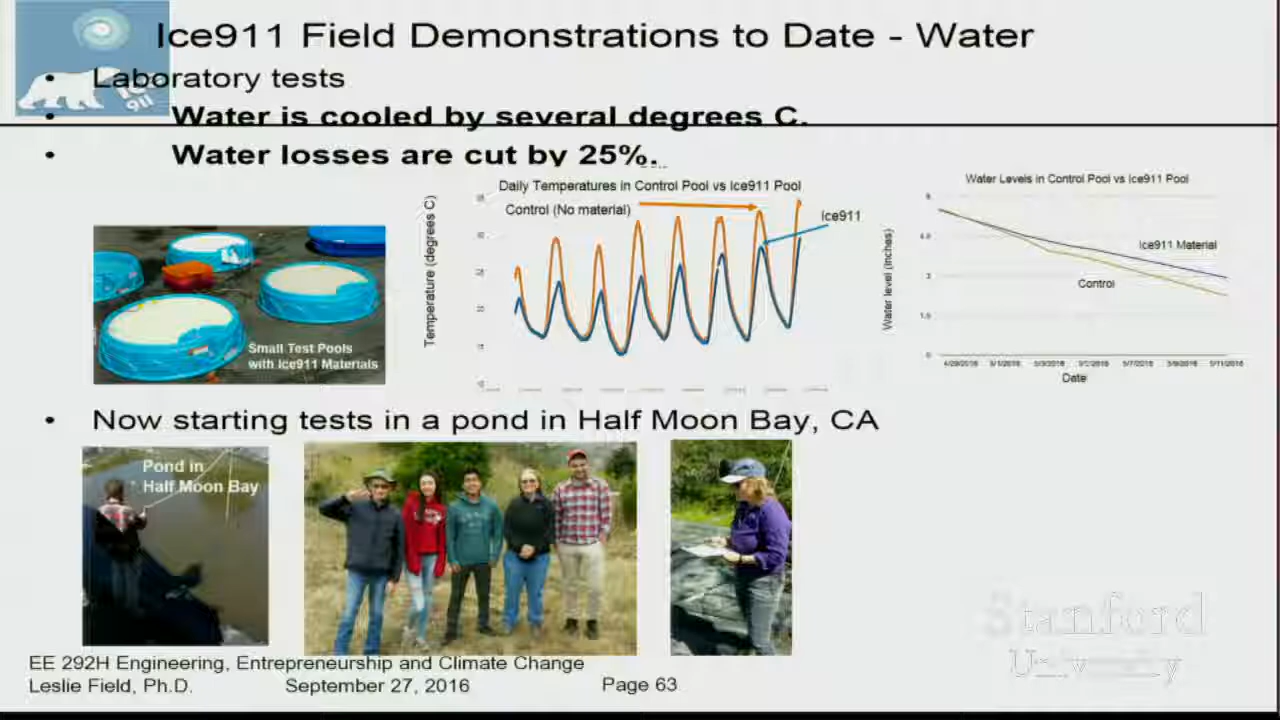 Ice911 Field Demonstrations to Date - Water
• Laboratory tests
911
• Water is cooled by several degrees C.
• Water losses are cut by 25%.
Daily Temperatures in Control Pool vs Ice911 Pool
Control (No material)
Ice911
Temperature (degrees C)
Water Levels in Control Pool vs Ice911 Pool
Ice911 Material
Control
Water level (inches)
Date
Small Test Pools
with Ice911 Materials
• Now starting tests in a pond in Half Moon Bay, CA
Pond in
Half Moon Bay
Stanford
University
EE 292H Engineering, Entrepreneurship and Climate Change
Leslie Field, Ph.D. September 27, 2016 Page 63